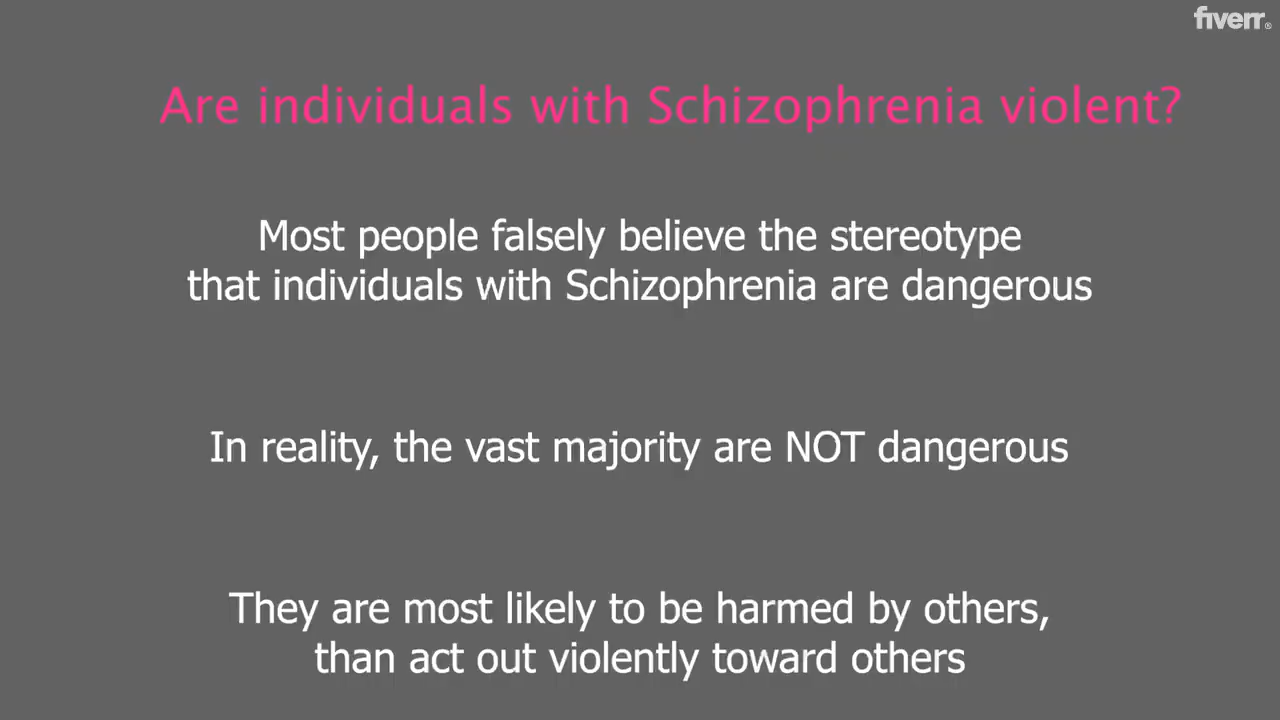 fiverr®
Are individuals with Schizophrenia violent?
Most people falsely believe the stereotype
that individuals with Schizophrenia are dangerous
In reality, the vast majority are NOT dangerous
They are most likely to be harmed by others,
than act out violently toward others